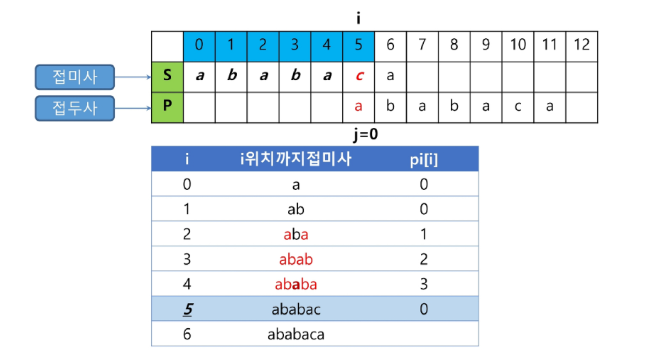 i
0 1 2 3 4 5 6 7 8 9 10 11 12
접미사 S a b a b a c a
접두사 P a b a b a c a
j=0
i i위치까지접미사 pi[i]
0 a 0
1 ab 0
2 aba 1
3 abab 2
4 ababa 3
5 ababac 0
6 ababaca